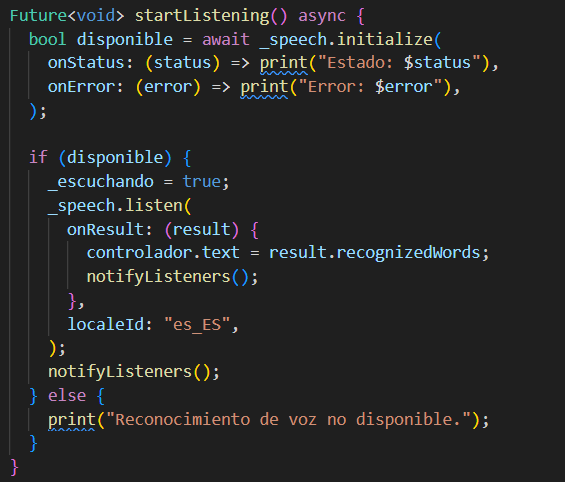 Future<void> startListening() async {
  bool disponible = await _speech.initialize(
    onStatus: (status) => print("Estado: $status"),
    onError: (error) => print("Error: $error"),
  );

  if (disponible) {
    _escuchando = true;
    _speech.listen(
      onResult: (result) {
        controlador.text = result.recognizedWords;
        notifyListeners();
      },
      localeId: "es_ES",
    );
    notifyListeners();
  } else {
    print("Reconocimiento de voz no disponible.");
  }
}